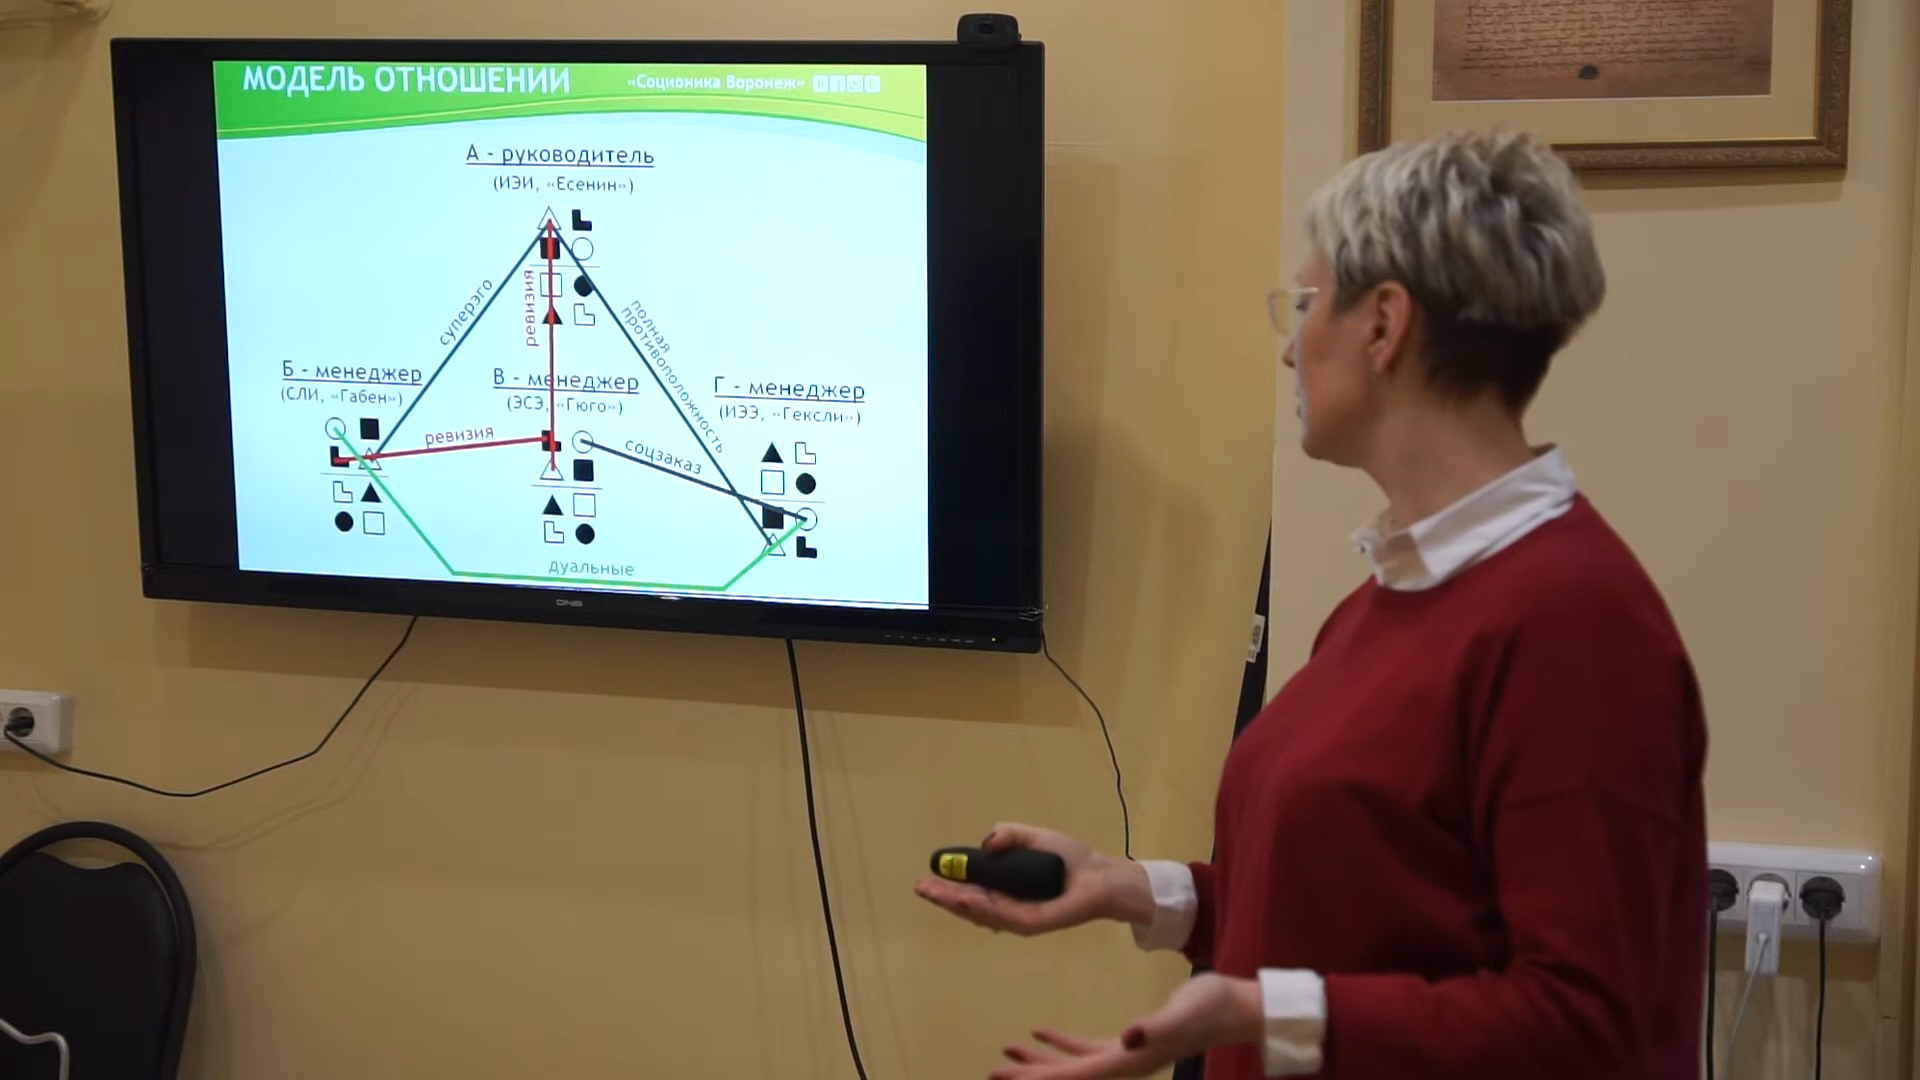 МОДЕЛЬ ОТНОШЕНИЙ
«Соционика Воронеж»
А - руководитель
(ИЭИ, «Есенин»)
суперэго
ревизия
полная
противоположность
Б - менеджер
(СЛИ, «Габен»)
В - менеджер
(ЭСЭ, «Гюго»)
Г - менеджер
(ИЭЭ, «Гексли»)
ревизия
соцзаказ
дуальные
DNS